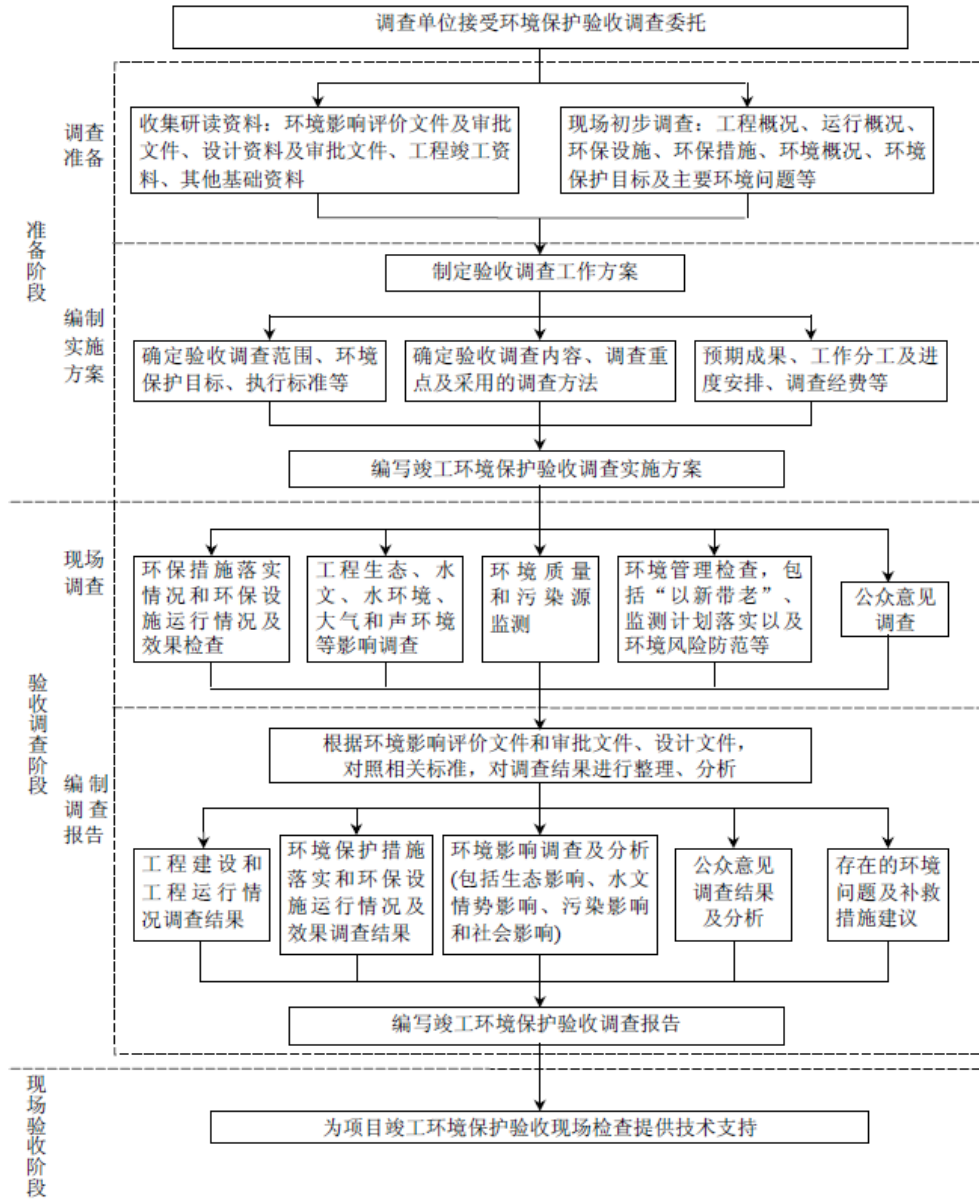 调查单位接受环境保护验收调查委托
调查
准备
收集研读资料：环境影响评价文件及审批
文件、设计资料及审批文件、工程竣工资
料、其他基础资料
现场初步调查：工程概况、运行概况、
环保设施、环保措施、环境概况、环境
保护目标及主要环境问题等
准备阶段
制定验收调查工作方案
编制
实施
方案
确定验收调查范围、环境
保护目标、执行标准等
确定验收调查内容、调查重
点及采用的调查方法
预期成果、工作分工及进
度安排、调查经费等
编写竣工环境保护验收调查实施方案
现场
调查
环保措施落实
情况和环保设
施运行情况及
效果检查
工程生态、水
文、水环境、
大气和声环境
等影响调查
环境质量
和污染源
监测
环境管理检查，包
括“以新带老”、
监测计划落实以及
环境风险防范等
公众意见
调查
验收调查阶段
根据环境影响评价文件和审批文件、设计文件，
对照相关标准，对调查结果进行整理、分析
编制
调查
报告
工程建设和
工程运行情
况调查结果
环境保护措施
落实和环保设
施运行情况及
效果调查结果
环境影响调查及分析
(包括生态影响、水文
情势影响、污染影响
和社会影响)
公众意见
调查结果
及分析
存在的环境
问题及补救
措施建议
编写竣工环境保护验收调查报告
现场验收阶段
为项目竣工环境保护验收现场检查提供技术支持